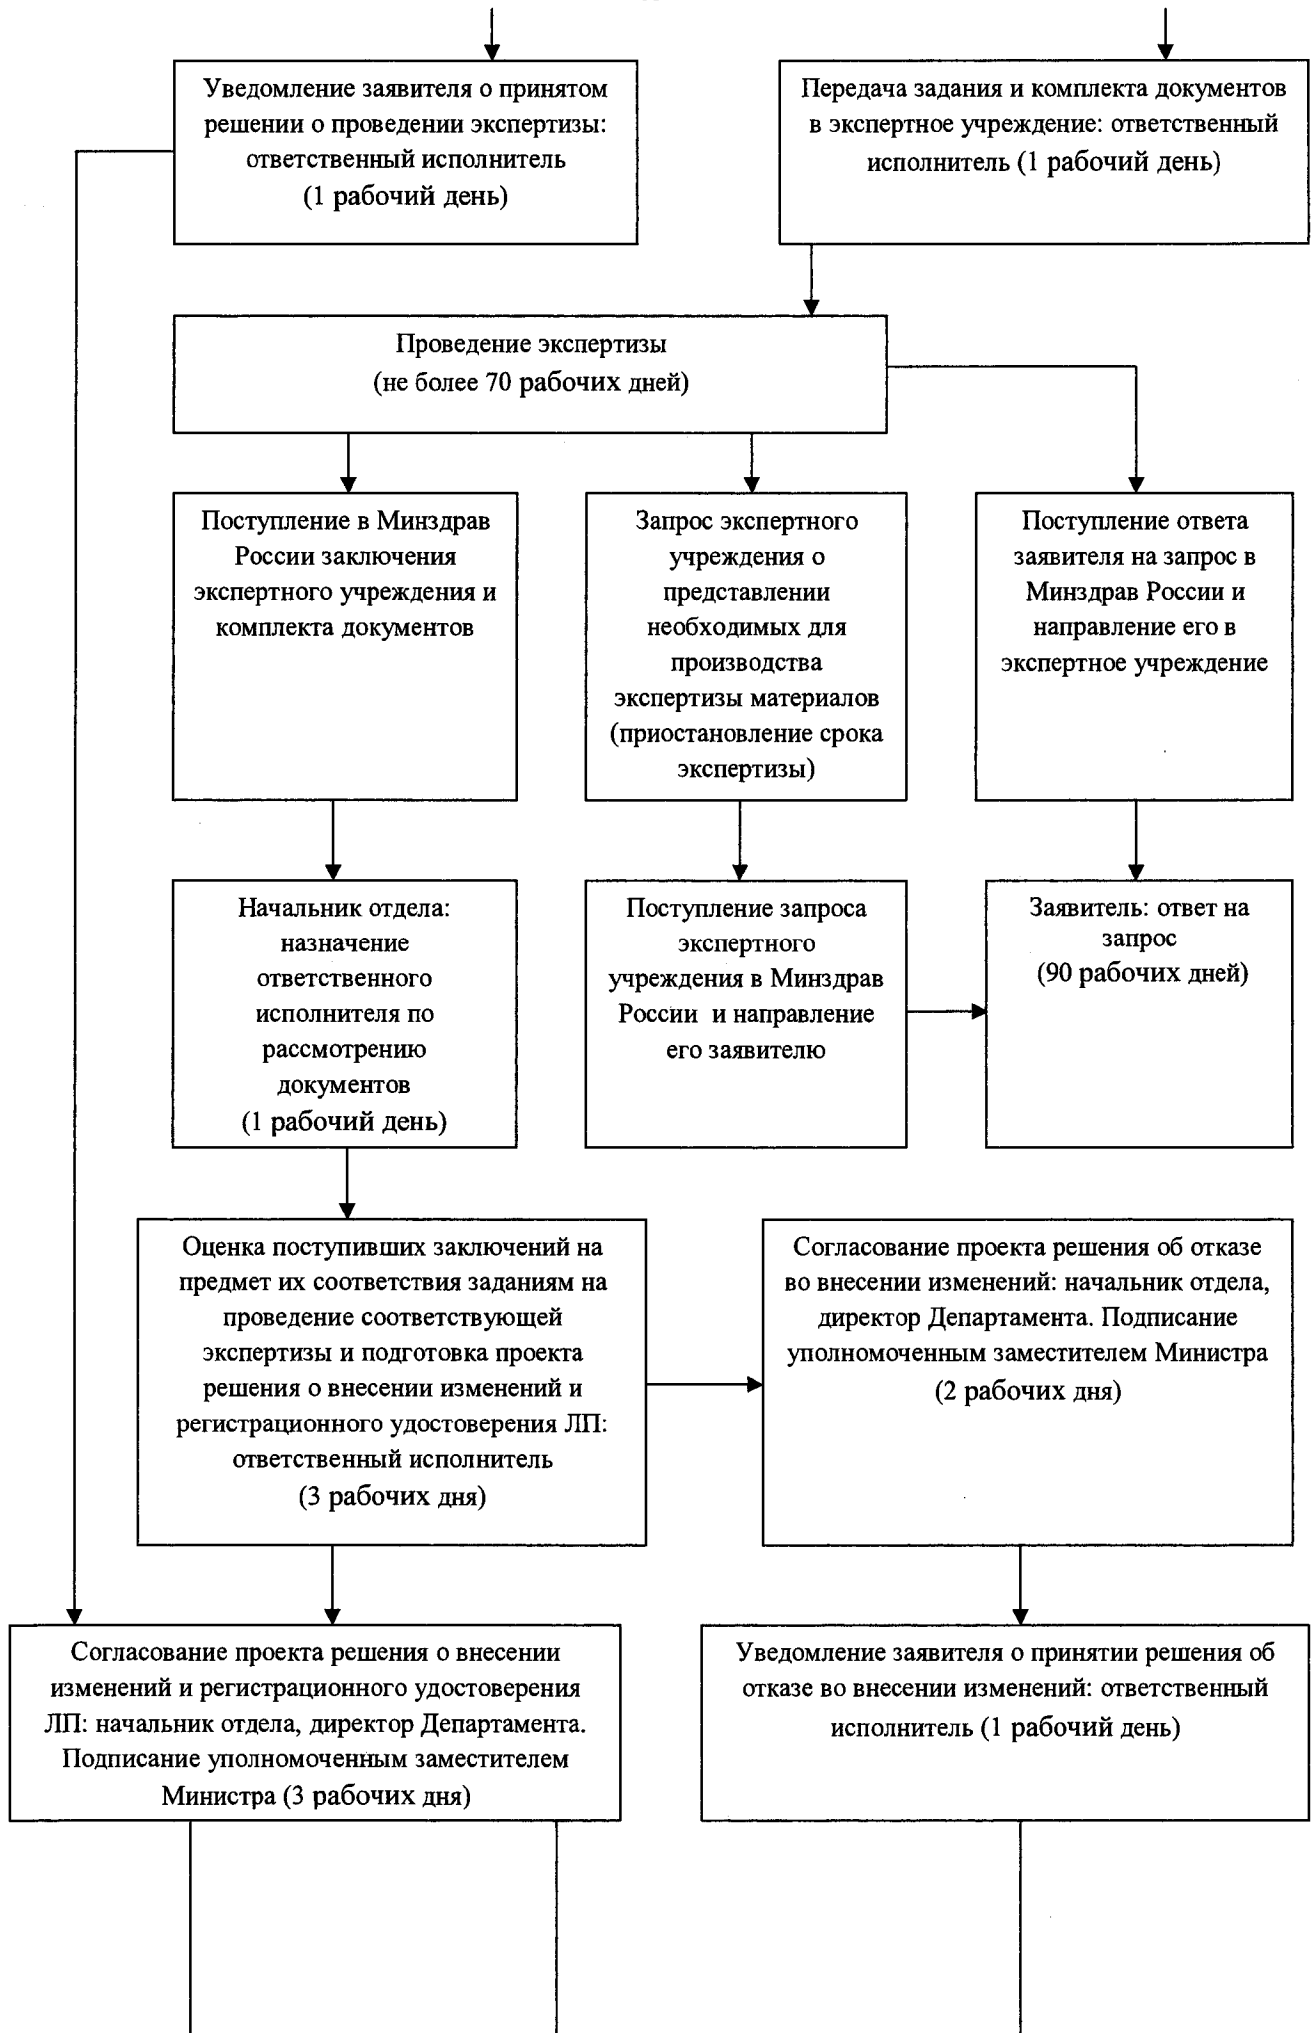 Уведомление заявителя о принятом
решении о проведении экспертизы:
ответственный исполнитель
(1 рабочий день)
Передача задания и комплекта документов
в экспертное учреждение: ответственный
исполнитель (1 рабочий день)
Проведение экспертизы
(не более 70 рабочих дней)
Поступление в Минздрав
России заключения
экспертного учреждения и
комплекта документов
Запрос экспертного
учреждения о
представлении
необходимых для
производства
экспертизы материалов
(приостановление срока
экспертизы)
Поступление ответа
заявителя на запрос в
Минздрав России и
направление его в
экспертное учреждение
Начальник отдела:
назначение
ответственного
исполнителя по
рассмотрению
документов
(1 рабочий день)
Поступление запроса
экспертного
учреждения в Минздрав
России и направление
его заявителю
Заявитель: ответ на
запрос
(90 рабочих дней)
Оценка поступивших заключений на
предмет их соответствия заданиям на
проведение соответствующей
экспертизы и подготовка проекта
решения о внесении изменений и
регистрационного удостоверения ЛП:
ответственный исполнитель
(3 рабочих дня)
Согласование проекта решения об отказе
во внесении изменений: начальник отдела,
директор Департамента. Подписание
уполномоченным заместителем Министра
(2 рабочих дня)
Согласование проекта решения о внесении
изменений и регистрационного удостоверения
ЛП: начальник отдела, директор Департамента.
Подписание уполномоченным заместителем
Министра (3 рабочих дня)
Уведомление заявителя о принятии решения об
отказе во внесении изменений: ответственный
исполнитель (1 рабочий день)